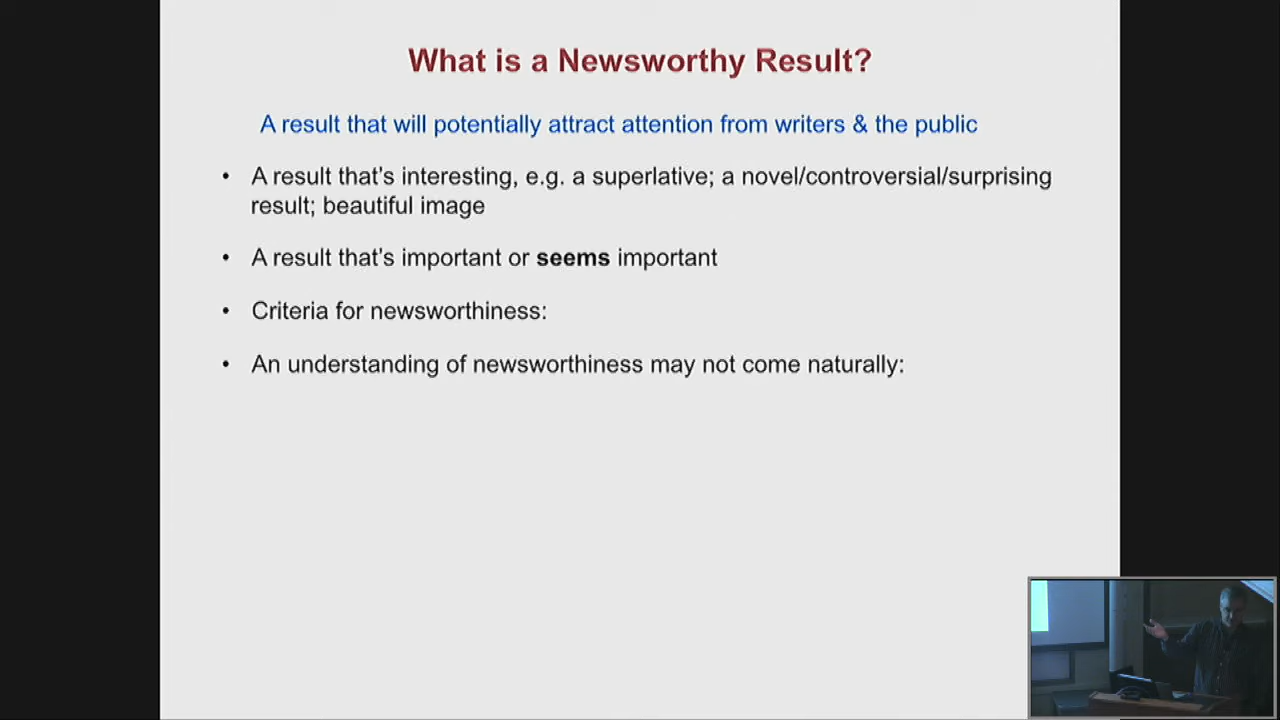 What is a Newsworthy Result?
A result that will potentially attract attention from writers & the public
• A result that's interesting, e.g. a superlative; a novel/controversial/surprising
result; beautiful image
• A result that's important or seems important
• Criteria for newsworthiness:
• An understanding of newsworthiness may not come naturally: